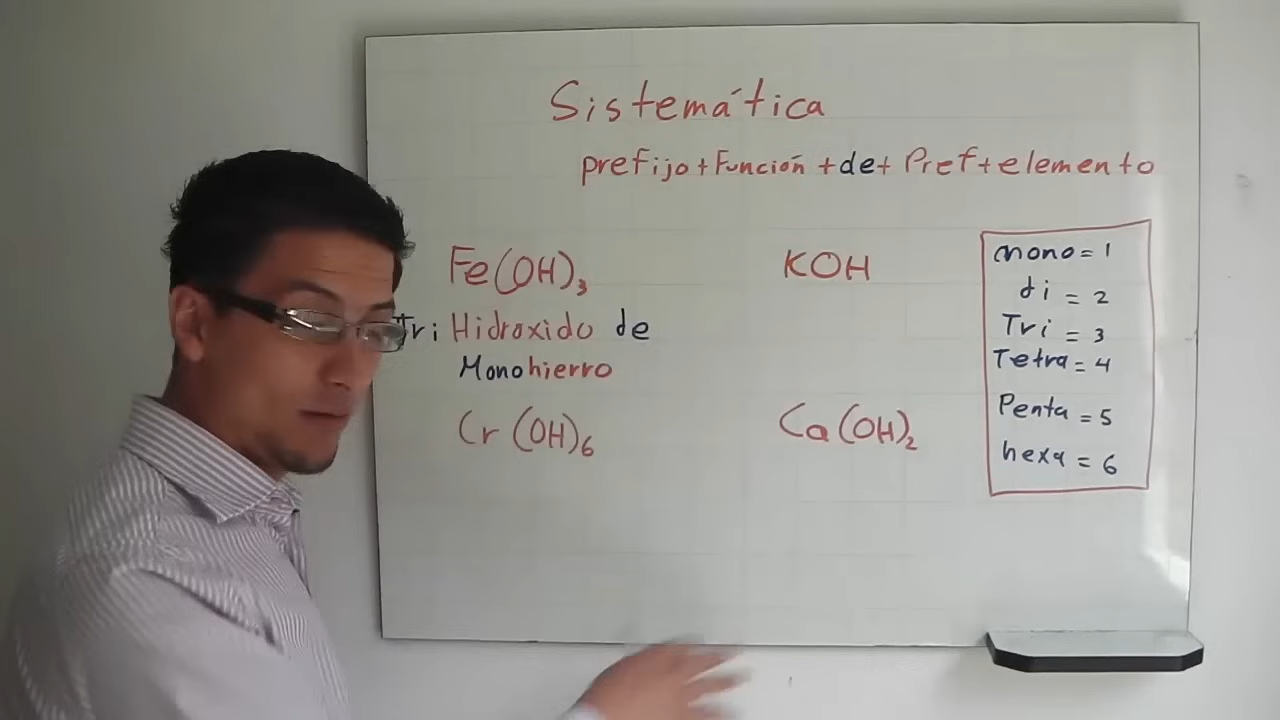 Sistemática
prefijo + Función + de + Pref + elemento
Fe(OH)₃
Tri Hidroxido de
Monohierro
Cr(OH)₆
KOH
Ca(OH)₂
mono = 1
di = 2
Tri = 3
Tetra = 4
Penta = 5
hexa = 6